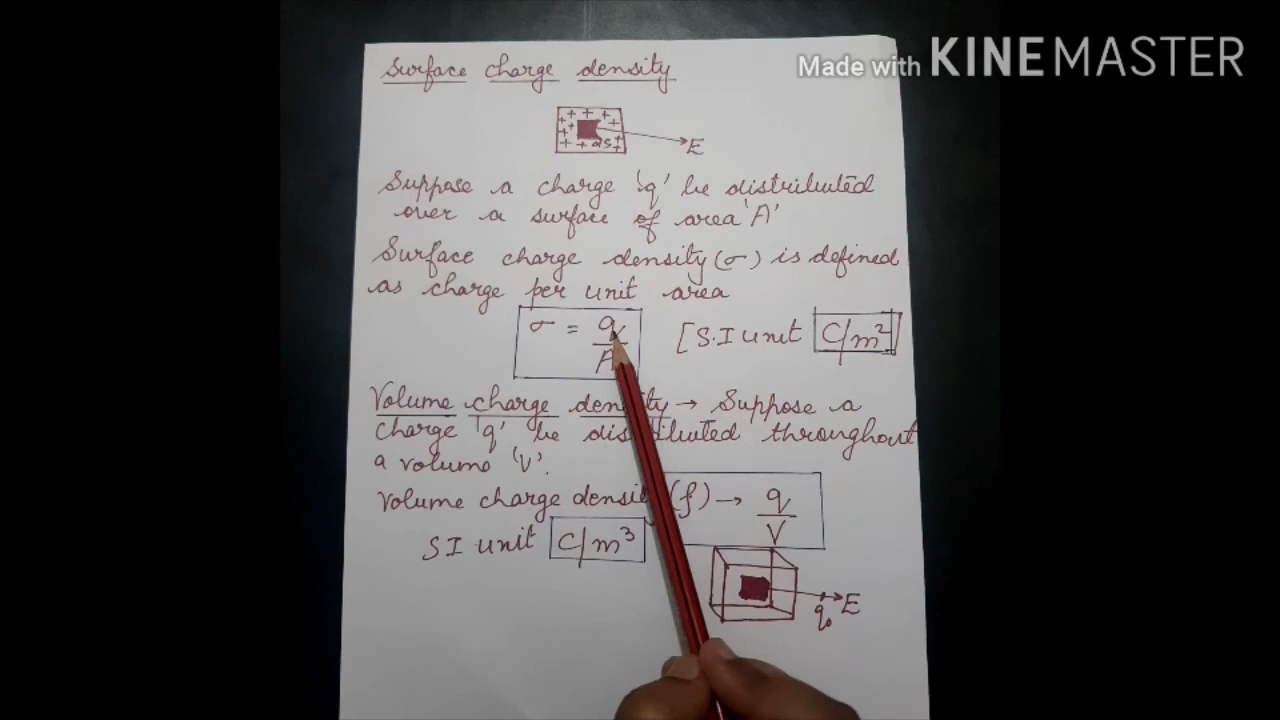 Made with KINEMASTER
Surface charge density
+ + + + + + + + + + + +
ds
E
Suppose a charge 'q' be distributed
over a surface of area 'A'
Surface charge density (σ) is defined
as charge per unit area
σ = q/A [S.I unit C/m²]
Volume charge density → Suppose a
charge 'q' be distributed throughout
a volume 'V'.
Volume charge density (ρ) → q/V
SI unit C/m³
E
q₀